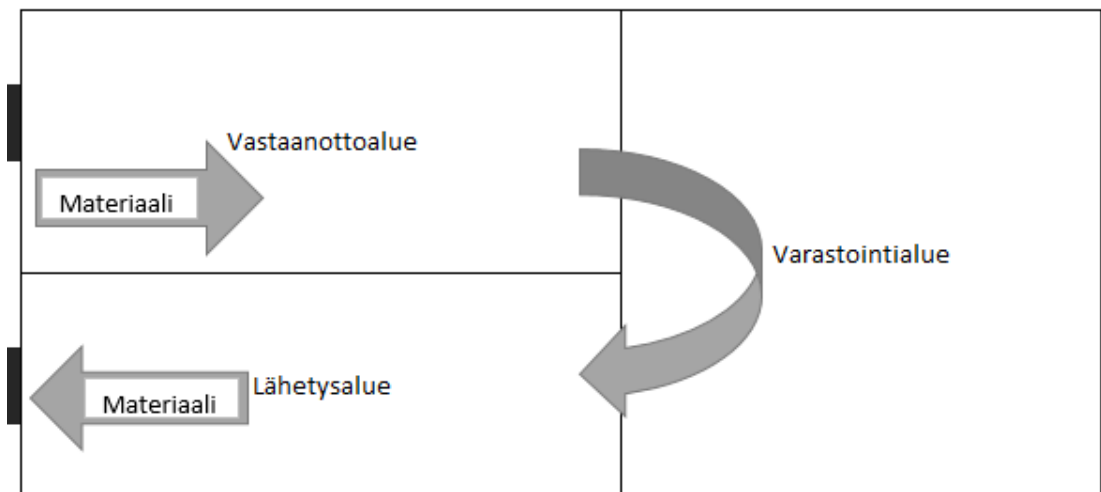 Vastaanottoalue
Materiaali
Varastointialue
Lähetysalue
Materiaali